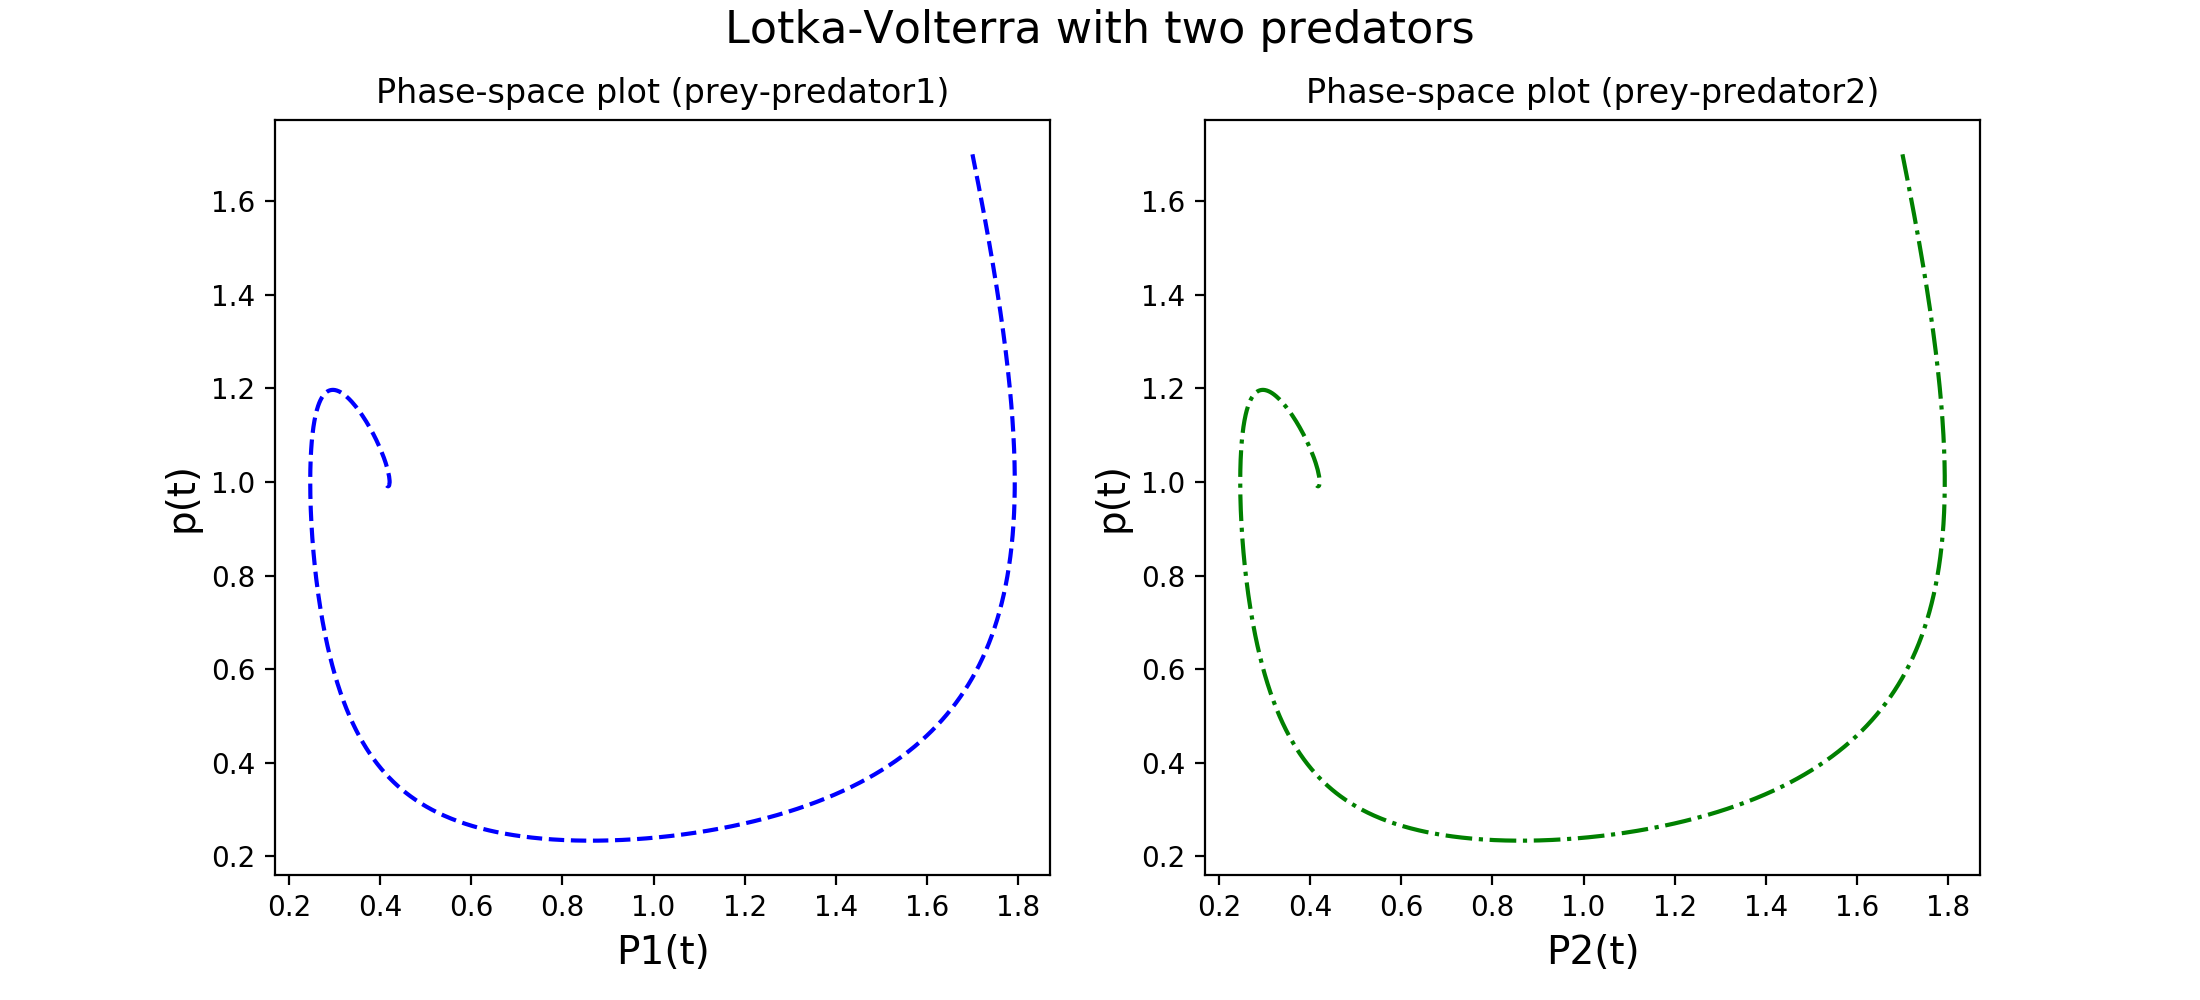 Lotka-Volterra with two predators
Phase-space plot (prey-predator1)
p(t)
1.6
1.4
1.2
1.0
0.8
0.6
0.4
0.2
0.2 0.4 0.6 0.8 1.0 1.2 1.4 1.6 1.8
P1(t)
Phase-space plot (prey-predator2)
p(t)
1.6
1.4
1.2
1.0
0.8
0.6
0.4
0.2
0.2 0.4 0.6 0.8 1.0 1.2 1.4 1.6 1.8
P2(t)